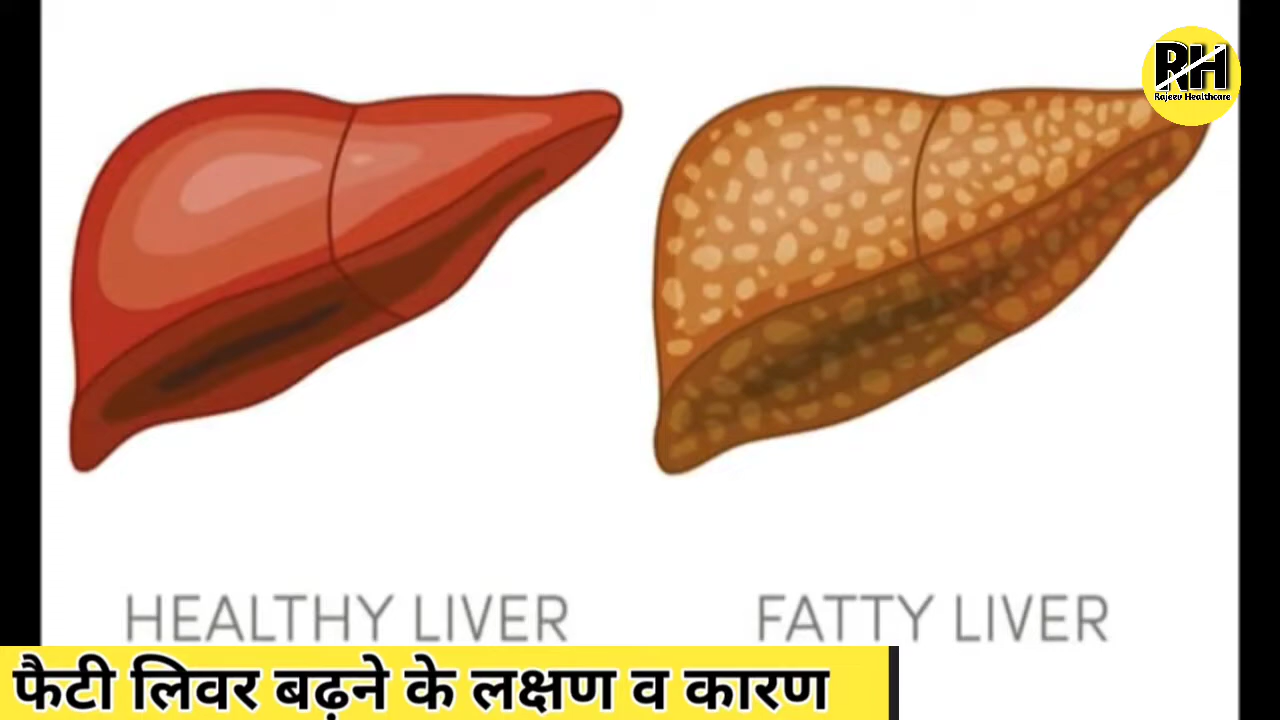 RH
Rajeev Healthcare
HEALTHY LIVER
FATTY LIVER
फैटी लिवर बढ़ने के लक्षण व कारण